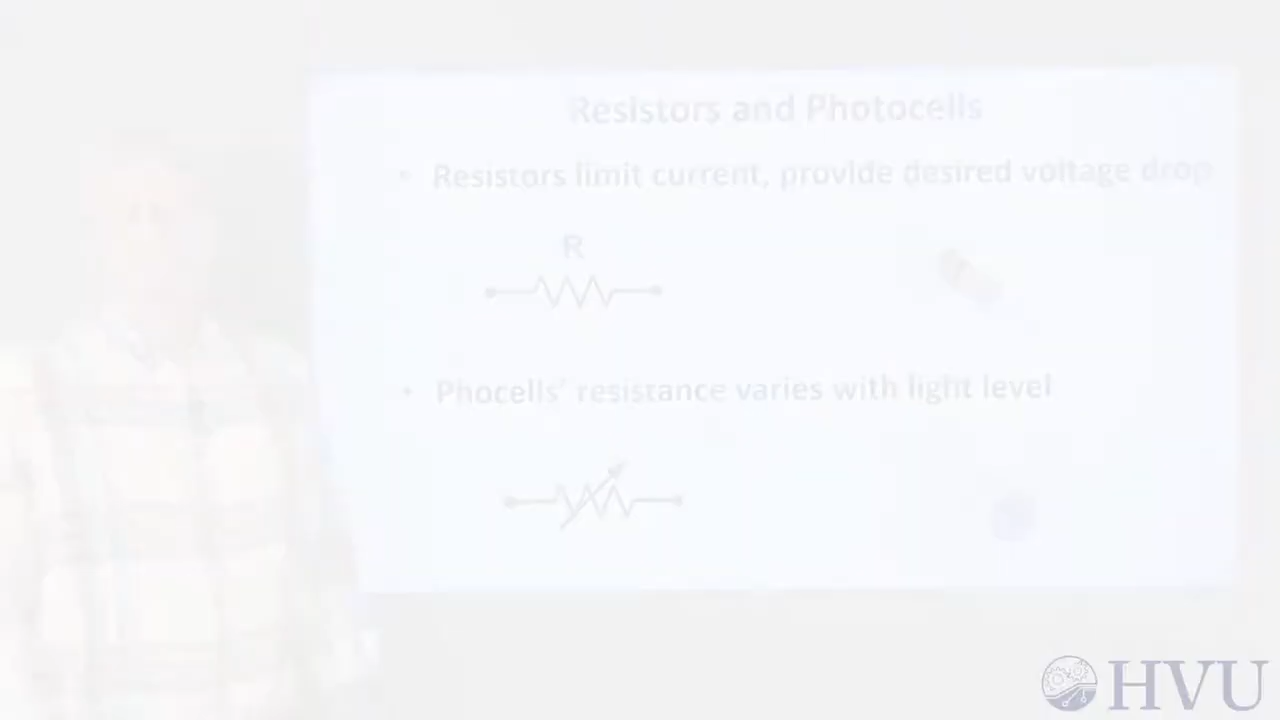 Resistors and Photocells
• Resistors limit current, provide desired voltage drop
R
• Phocells' resistance varies with light level
HVU